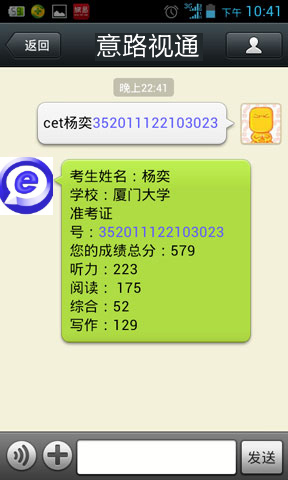 3G 下午 10:41
返回
意路视通
晚上22:41
cet杨奕352011122103023
考生姓名：杨奕
学校：厦门大学
准考证
号：352011122103023
您的成绩总分：579
听力：223
阅读： 175
综合：52
写作：129
发送